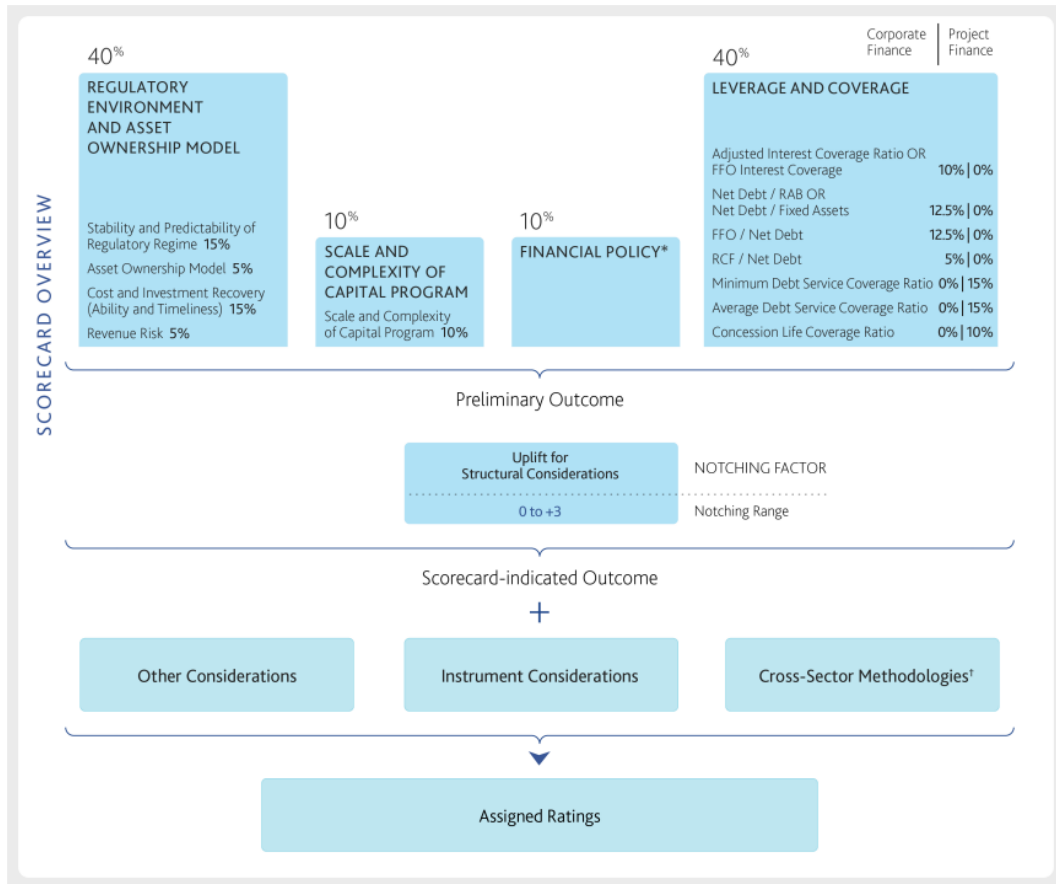 Corporate Finance | Project Finance
40%
REGULATORY
ENVIRONMENT
AND ASSET
OWNERSHIP MODEL
Stability and Predictability of
Regulatory Regime 15%
Asset Ownership Model 5%
Cost and Investment Recovery
(Ability and Timeliness) 15%
Revenue Risk 5%
10%
SCALE AND
COMPLEXITY OF
CAPITAL PROGRAM
Scale and Complexity
of Capital Program 10%
10%
FINANCIAL POLICY*
40%
LEVERAGE AND COVERAGE
Adjusted Interest Coverage Ratio OR
FFO Interest Coverage 10% | 0%
Net Debt / RAB OR
Net Debt / Fixed Assets 12.5% | 0%
FFO / Net Debt 12.5% | 0%
RCF / Net Debt 5% | 0%
Minimum Debt Service Coverage Ratio 0% | 15%
Average Debt Service Coverage Ratio 0% | 15%
Concession Life Coverage Ratio 0% | 10%
SCORECARD OVERVIEW
Preliminary Outcome
Uplift for
Structural Considerations
NOTCHING FACTOR
0 to +3
Notching Range
Scorecard-indicated Outcome
+
Other Considerations
Instrument Considerations
Cross-Sector Methodologies†
Assigned Ratings